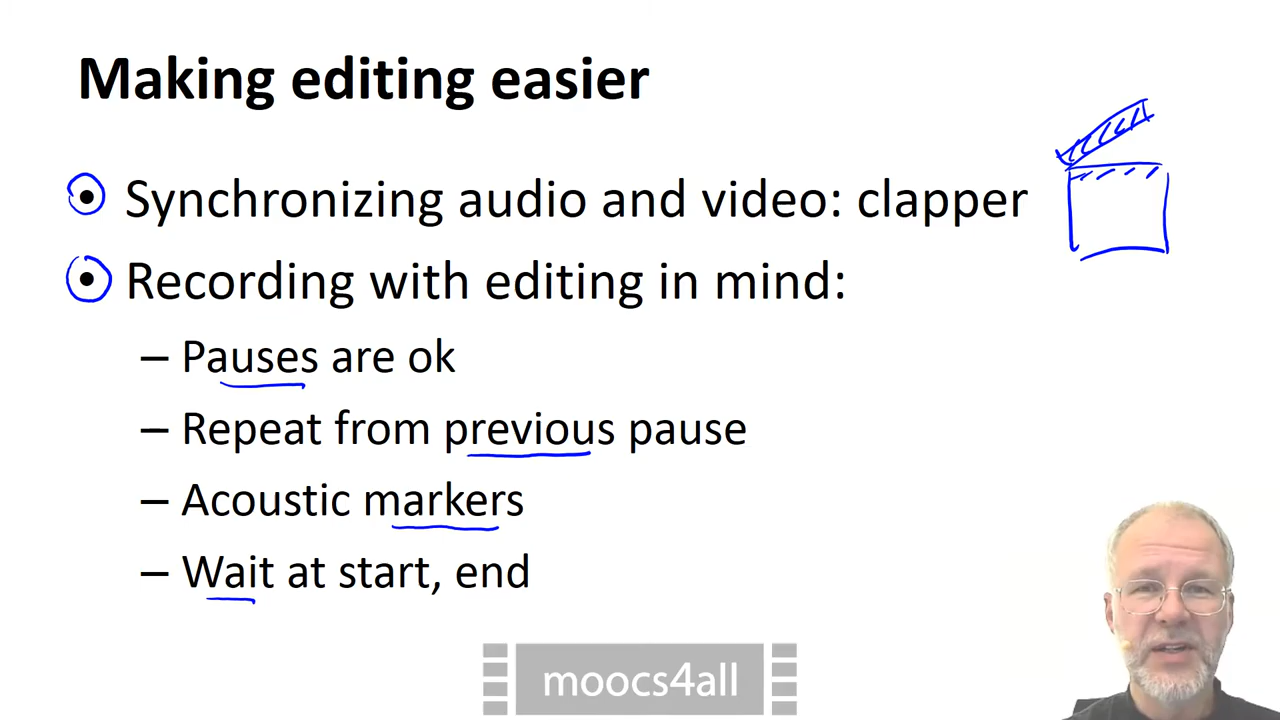 Making editing easier
• Synchronizing audio and video: clapper
• Recording with editing in mind:
– Pauses are ok
– Repeat from previous pause
– Acoustic markers
– Wait at start, end
moocs4all